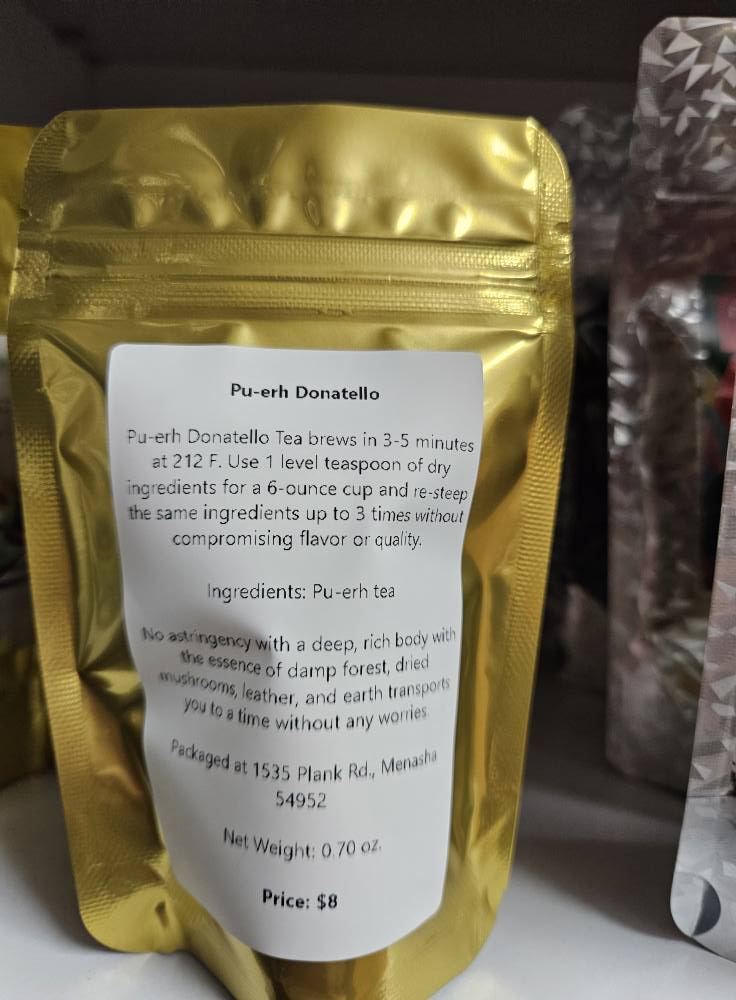 Pu-erh Donatello
Pu-erh Donatello Tea brews in 3-5 minutes
at 212 F. Use 1 level teaspoon of dry
ingredients for a 6-ounce cup and re-steep
the same ingredients up to 3 times without
compromising flavor or quality.
Ingredients: Pu-erh tea
No astringency with a deep, rich body with
the essence of damp forest, dried
mushrooms, leather, and earth transports
you to a time without any worries.
Packaged at 1535 Plank Rd., Menasha
54952
Net Weight: 0.70 oz.
Price: $8